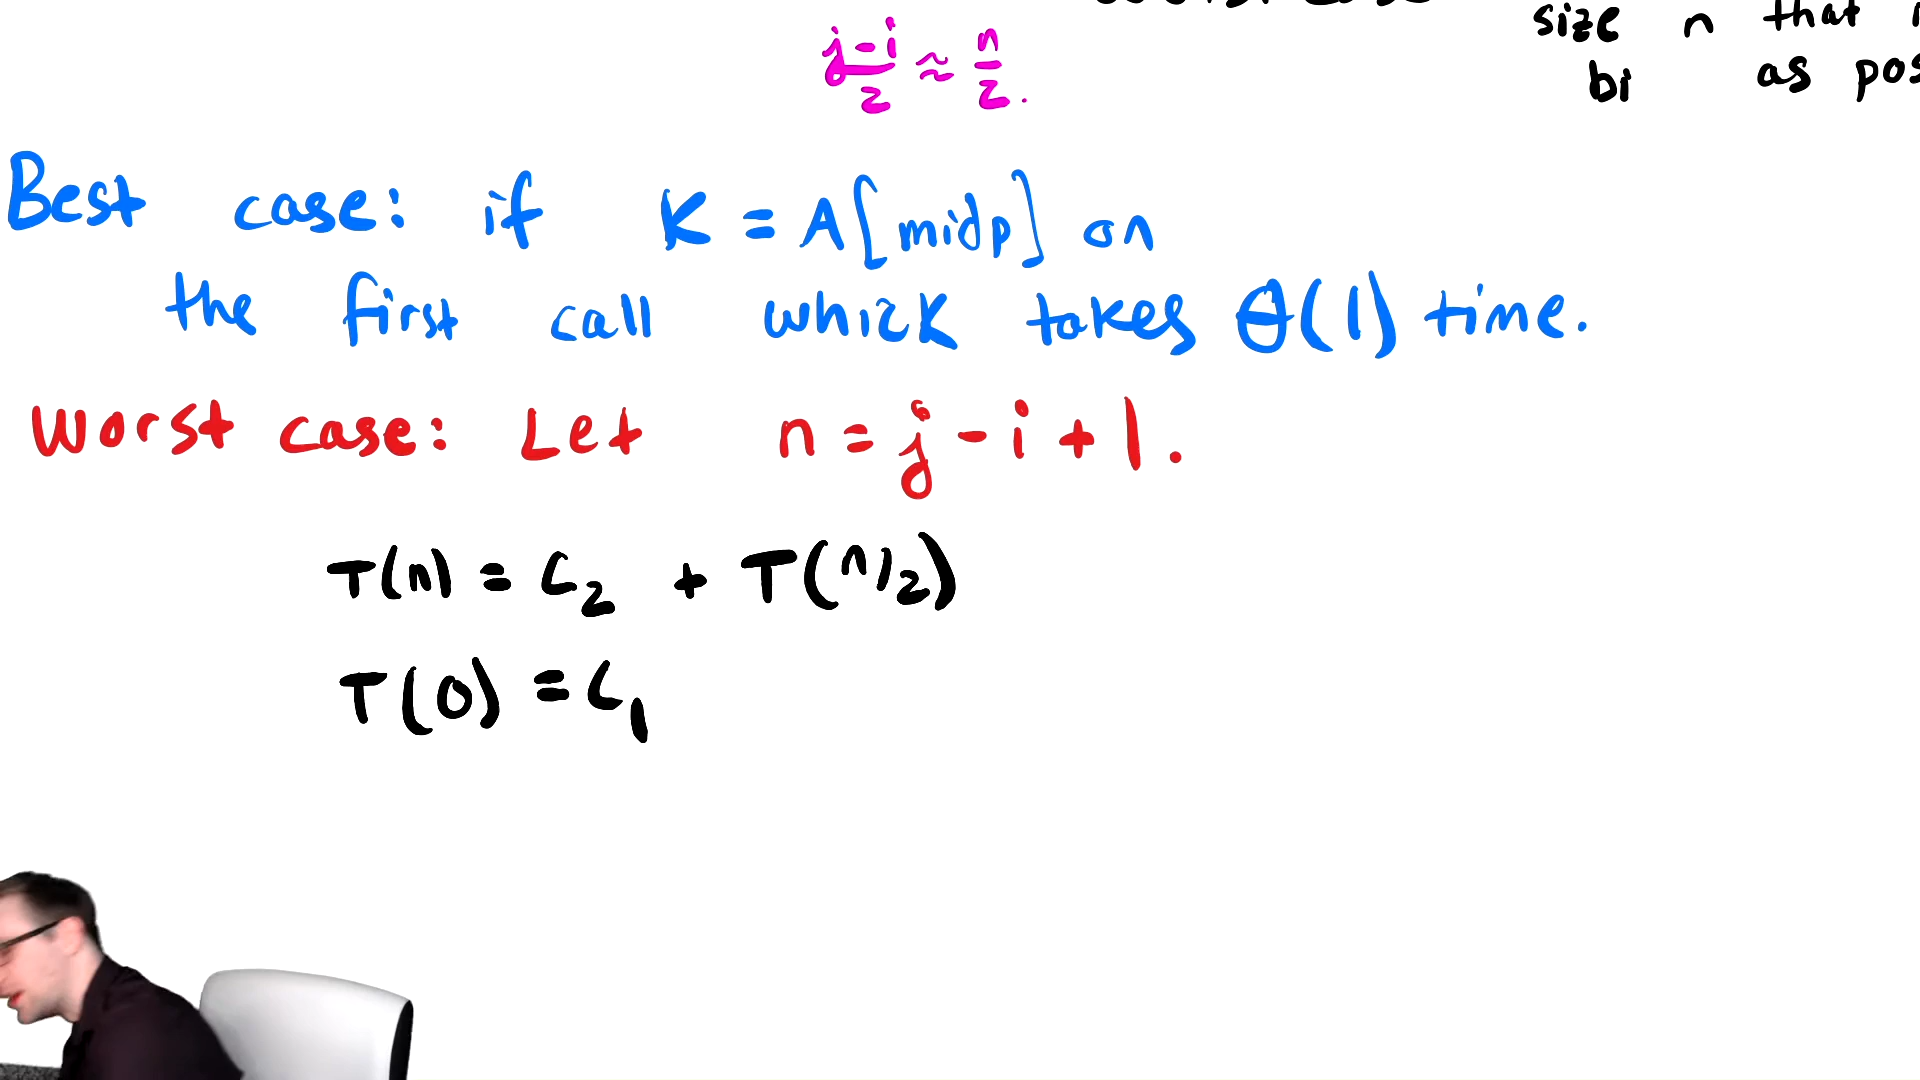 size n that
(j-i)/2 ≈ n/2.
bi as pos
Best case: if K = A[midp] on
the first call which takes θ(1) time.
Worst case: Let n = j - i + 1.
T(n) = C₂ + T(n/2)
T(0) = C₁